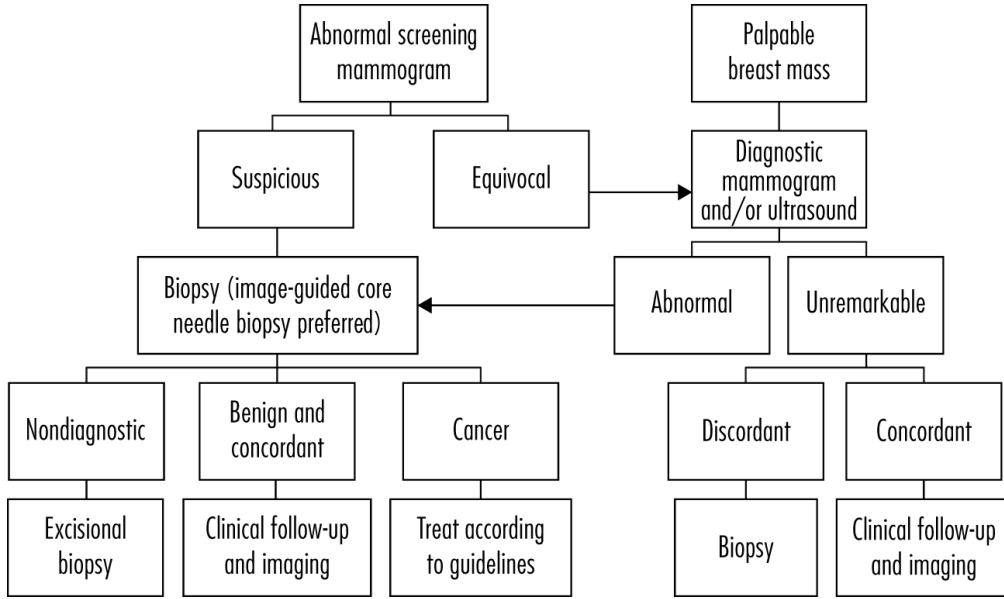 Abnormal screening
mammogram
Palpable
breast mass
Suspicious
Equivocal
Diagnostic
mammogram
and/or ultrasound
Biopsy (image-guided core
needle biopsy preferred)
Abnormal
Unremarkable
Nondiagnostic
Benign and
concordant
Cancer
Discordant
Concordant
Excisional
biopsy
Clinical follow-up
and imaging
Treat according
to guidelines
Biopsy
Clinical follow-up
and imaging